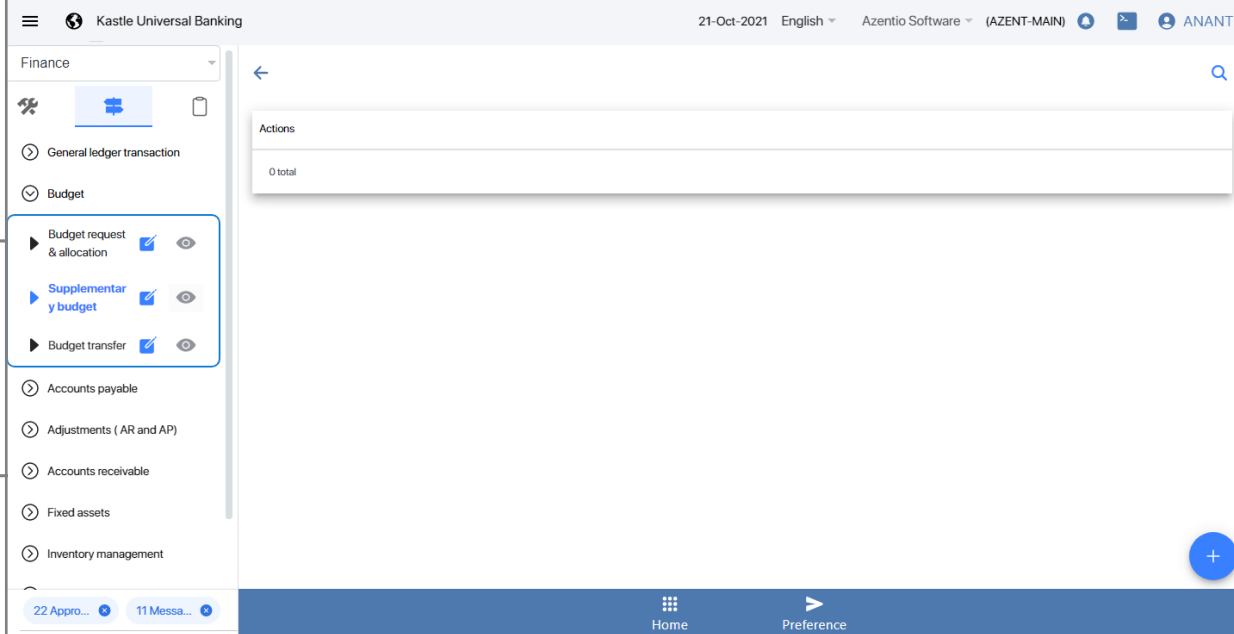 Kastle Universal Banking
21-Oct-2021 English Azentio Software (AZENT-MAIN) ANANT
Finance
General ledger transaction
Budget
Budget request
& allocation
Supplementar
y budget
Budget transfer
Accounts payable
Adjustments ( AR and AP)
Accounts receivable
Fixed assets
Inventory management
22 Appro...
11 Messa...
Actions
0 total
Home
Preference